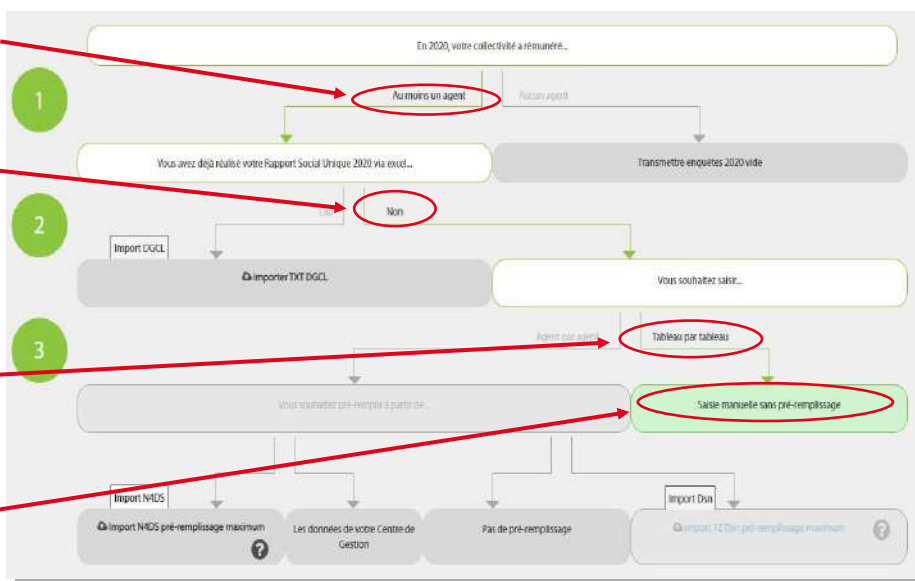 En 2020, votre collectivité a rémunéré...
1
Au moins un agent
Aucun agent
Vous avez déjà réalisé votre Rapport Social Unique 2020 via excel...
Transmettre enquêtes 2020 vide
2
Oui
Non
Import DGCL
importer TXT DGCL
Vous souhaitez saisir...
3
Agent par agent
Tableau par tableau
Vous souhaitez pré-remplir à partir de...
Saisie manuelle sans pré-remplissage
Import N4DS
Import Dsn
Import N4DS pré-remplissage maximum
?
Les données de votre Centre de
Gestion
Pas de pré-remplissage
Import 12 Dsn pré-remplissage maximum
?